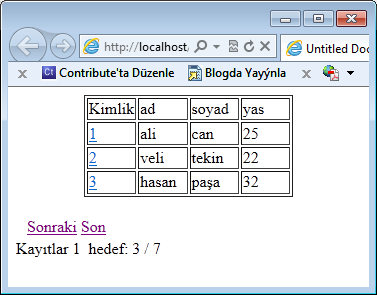 http://localhost/
Untitled Doc
x Ct Contribute'ta Düzenle Blogda Yayýnla x
Kimlik ad soyad yas
1 ali can 25
2 veli tekin 22
3 hasan paşa 32
Sonraki Son
Kayıtlar 1 hedef: 3 / 7